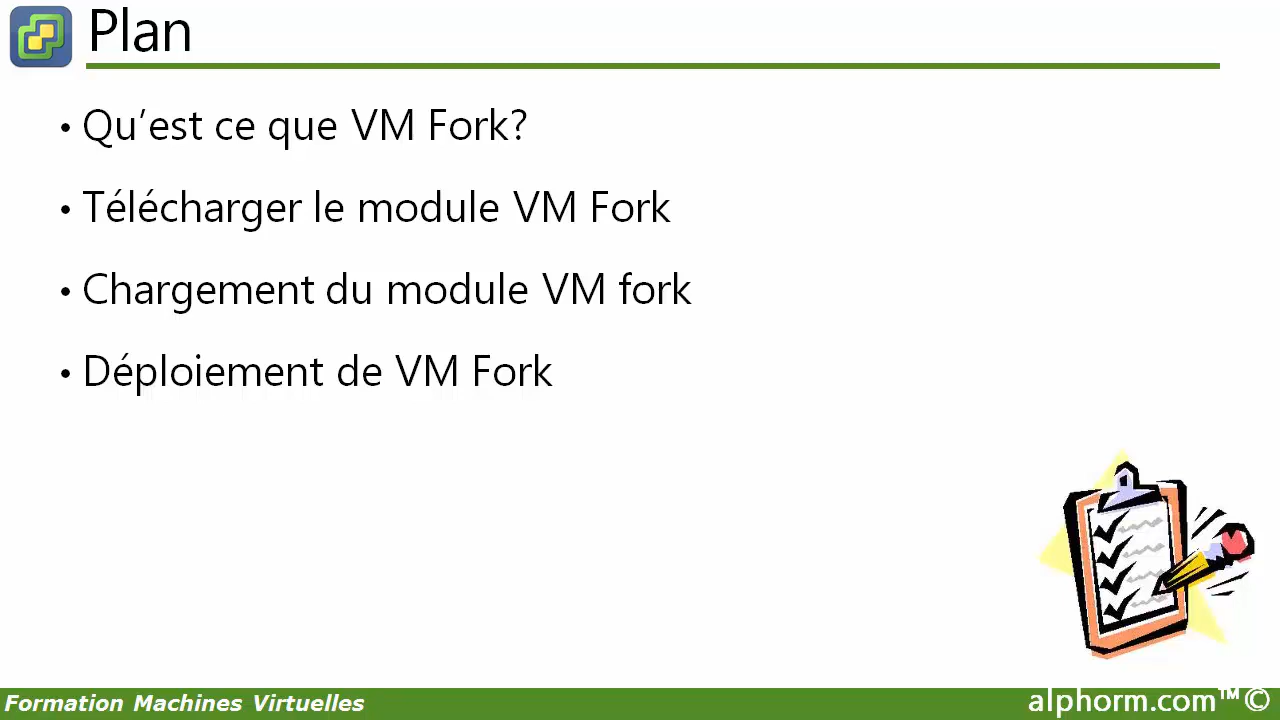 Plan
• Qu’est ce que VM Fork?
• Télécharger le module VM Fork
• Chargement du module VM fork
• Déploiement de VM Fork
Formation Machines Virtuelles
alphorm.com™©